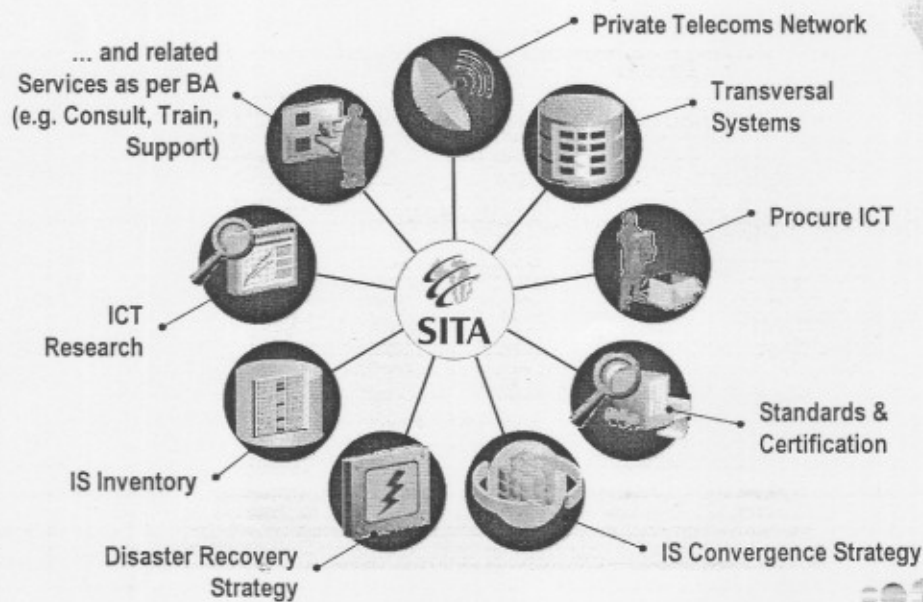 Private Telecoms Network
... and related
Services as per BA
(e.g. Consult, Train,
Support)
Transversal
Systems
Procure ICT
ICT
Research
SITA
Standards &
Certification
IS Inventory
IS Convergence Strategy
Disaster Recovery
Strategy